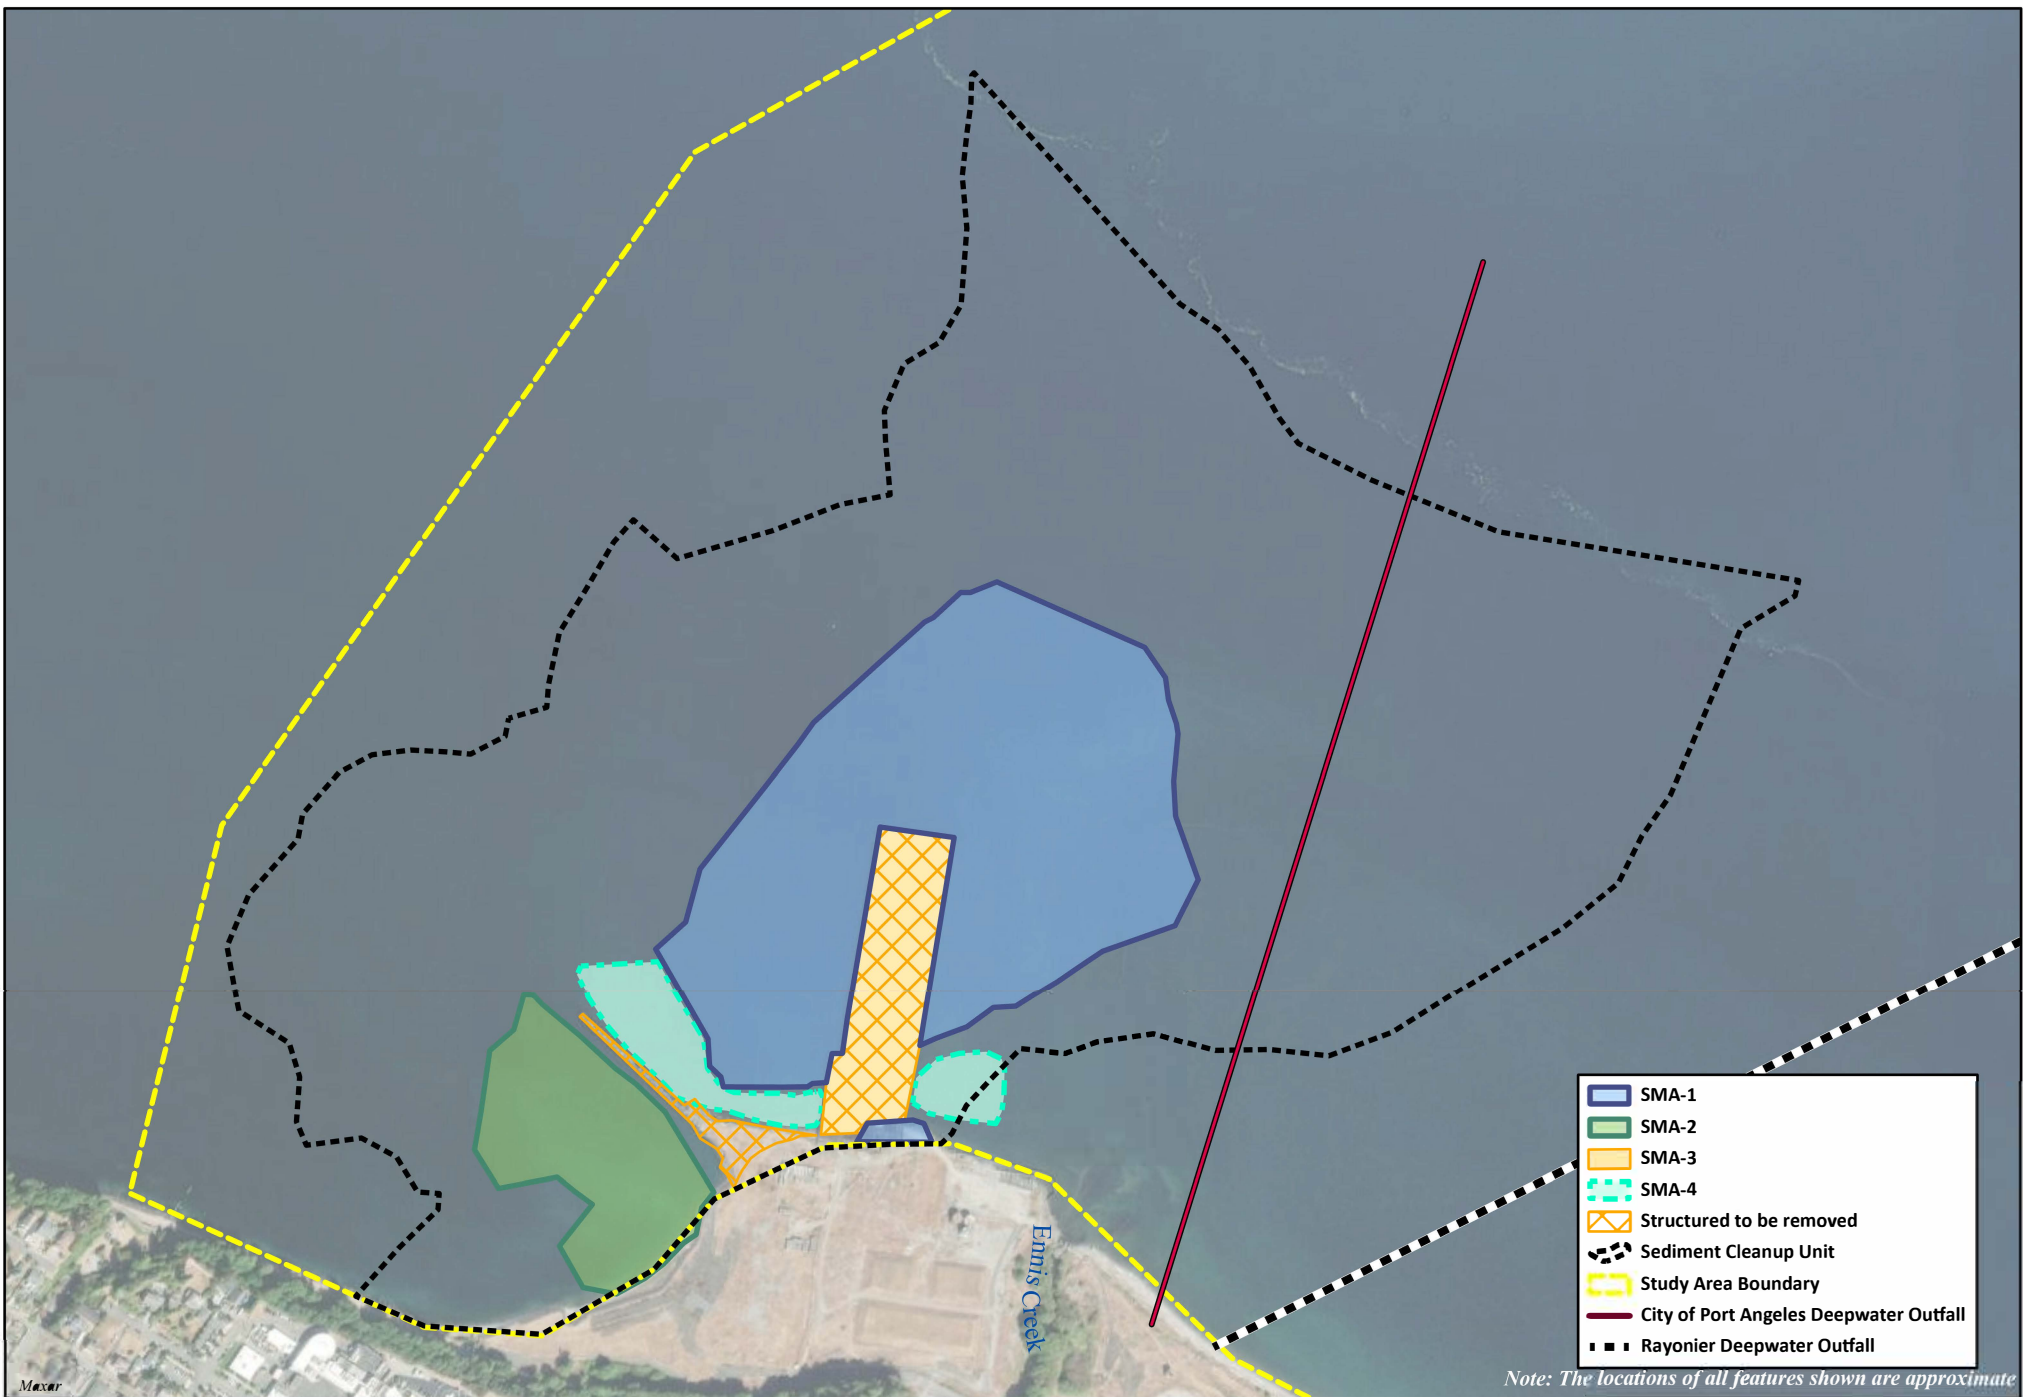 Ennis Creek
SMA-1
SMA-2
SMA-3
SMA-4
Structured to be removed
Sediment Cleanup Unit
Study Area Boundary
City of Port Angeles Deepwater Outfall
Rayonier Deepwater Outfall
Maxar
Note: The locations of all features shown are approximate